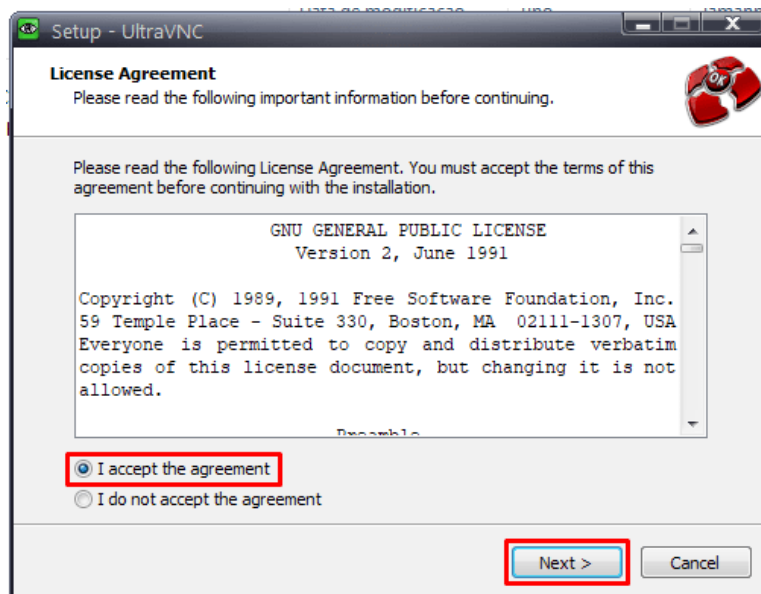 Setup - UltraVNC
License Agreement
Please read the following important information before continuing.
OK
Please read the following License Agreement. You must accept the terms of this
agreement before continuing with the installation.
GNU GENERAL PUBLIC LICENSE
Version 2, June 1991
Copyright (C) 1989, 1991 Free Software Foundation, Inc.
59 Temple Place - Suite 330, Boston, MA 02111-1307, USA
Everyone is permitted to copy and distribute verbatim
copies of this license document, but changing it is not
allowed.
Preamble
I accept the agreement
I do not accept the agreement
Next >
Cancel